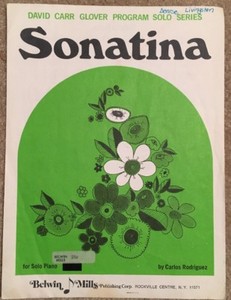 DAVID CARR GLOVER PROGRAM SOLO SERIES
Sonatina
for Solo Piano
by Carlos Rodriguez
Belwin Mills Publishing Corp. ROCKVILLE CENTRE, N.Y. 11571